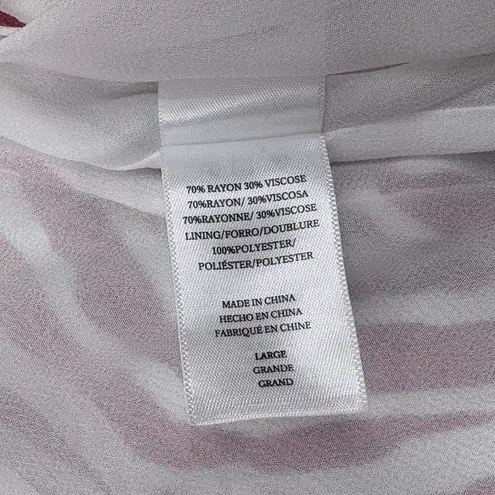 70% RAYON 30% VISCOSE
70%RAYON/ 30%VISCOSA
70%RAYONNE/ 30%VISCOSE
LINING/FORRO/DOUBLURE
100%POLYESTER/
POLIÉSTER/POLYESTER
MADE IN CHINA
HECHO EN CHINA
FABRIQUÉ EN CHINE
LARGE
GRANDE
GRAND